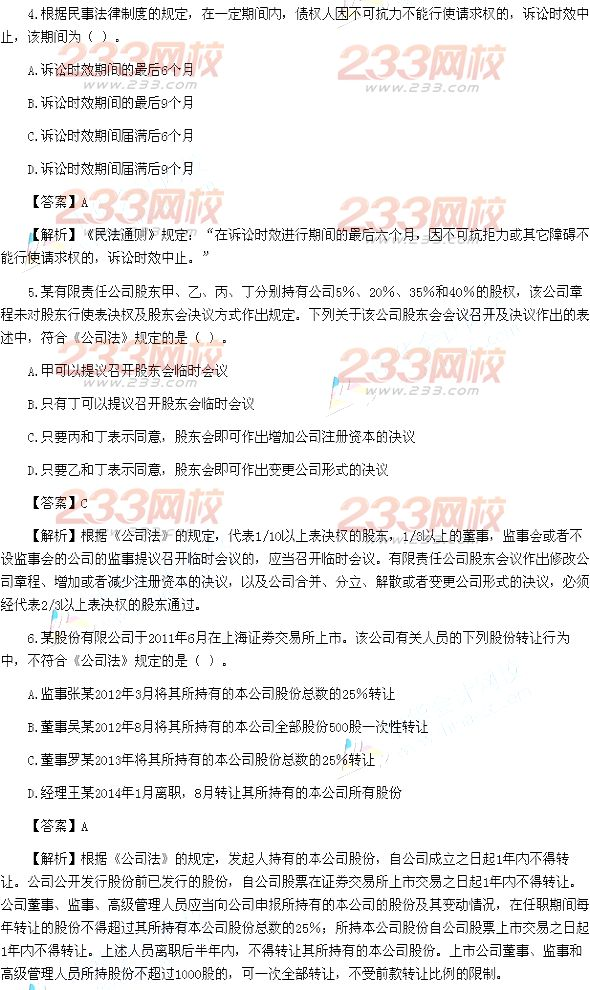 4.根据民事法律制度的规定，在一定期间内，债权人因不可抗力不能行使请求权的，诉讼时效中
止，该期间为（ ）。
A.诉讼时效期间的最后6个月
B.诉讼时效期间的最后9个月
C.诉讼时效期间届满后6个月
D.诉讼时效期间届满后9个月
【答案】A
【解析】《民法通则》规定：“在诉讼时效进行期间的最后六个月，因不可抗拒力或其它障碍不
能行使请求权的，诉讼时效中止。”
5.某有限责任公司股东甲、乙、丙、丁分别持有公司5%、20%、35%和40%的股权，该公司章
程未对股东行使表决权及股东会决议方式作出规定。下列关于该公司股东会会议召开及决议作出的表
述中，符合《公司法》规定的是（ ）。
A.甲可以提议召开股东会临时会议
B.只有丁可以提议召开股东会临时会议
C.只要丙和丁表示同意，股东会即可作出增加公司注册资本的决议
D.只要乙和丁表示同意，股东会即可作出变更公司形式的决议
【答案】C
【解析】根据《公司法》的规定，代表1/10以上表决权的股东，1/3以上的董事，监事会或者不
设监事会的公司的监事提议召开临时会议的，应当召开临时会议。有限责任公司股东会议作出修改公
司章程、增加或者减少注册资本的决议，以及公司合并、分立、解散或者变更公司形式的决议，必须
经代表2/3以上表决权的股东通过。
6.某股份有限公司于2011年6月在上海证券交易所上市。该公司有关人员的下列股份转让行为
中，不符合《公司法》规定的是（ ）。
A.监事张某2012年3月将其所持有的本公司股份总数的25%转让
B.董事吴某2012年8月将其所持有的本公司全部股份500股一次性转让
C.董事罗某2013年将其所持有的本公司股份总数的25%转让
D.经理王某2014年1月离职，8月转让其所持有的本公司所有股份
【答案】A
【解析】根据《公司法》的规定，发起人持有的本公司股份，自公司成立之日起1年内不得转
让。公司公开发行股份前已发行的股份，自公司股票在证券交易所上市交易之日起1年内不得转让。
公司董事、监事、高级管理人员应当向公司申报所持有的本公司的股份及其变动情况，在任职期间每
年转让的股份不得超过其所持有本公司股份总数的25%；所持本公司股份自公司股票上市交易之日起
1年内不得转让。上述人员离职后半年内，不得转让其所持有的本公司股份。上市公司董事、监事和
高级管理人员所持股份不超过1000股的，可一次全部转让，不受前款转让比例的限制。
233网校
www.233.com